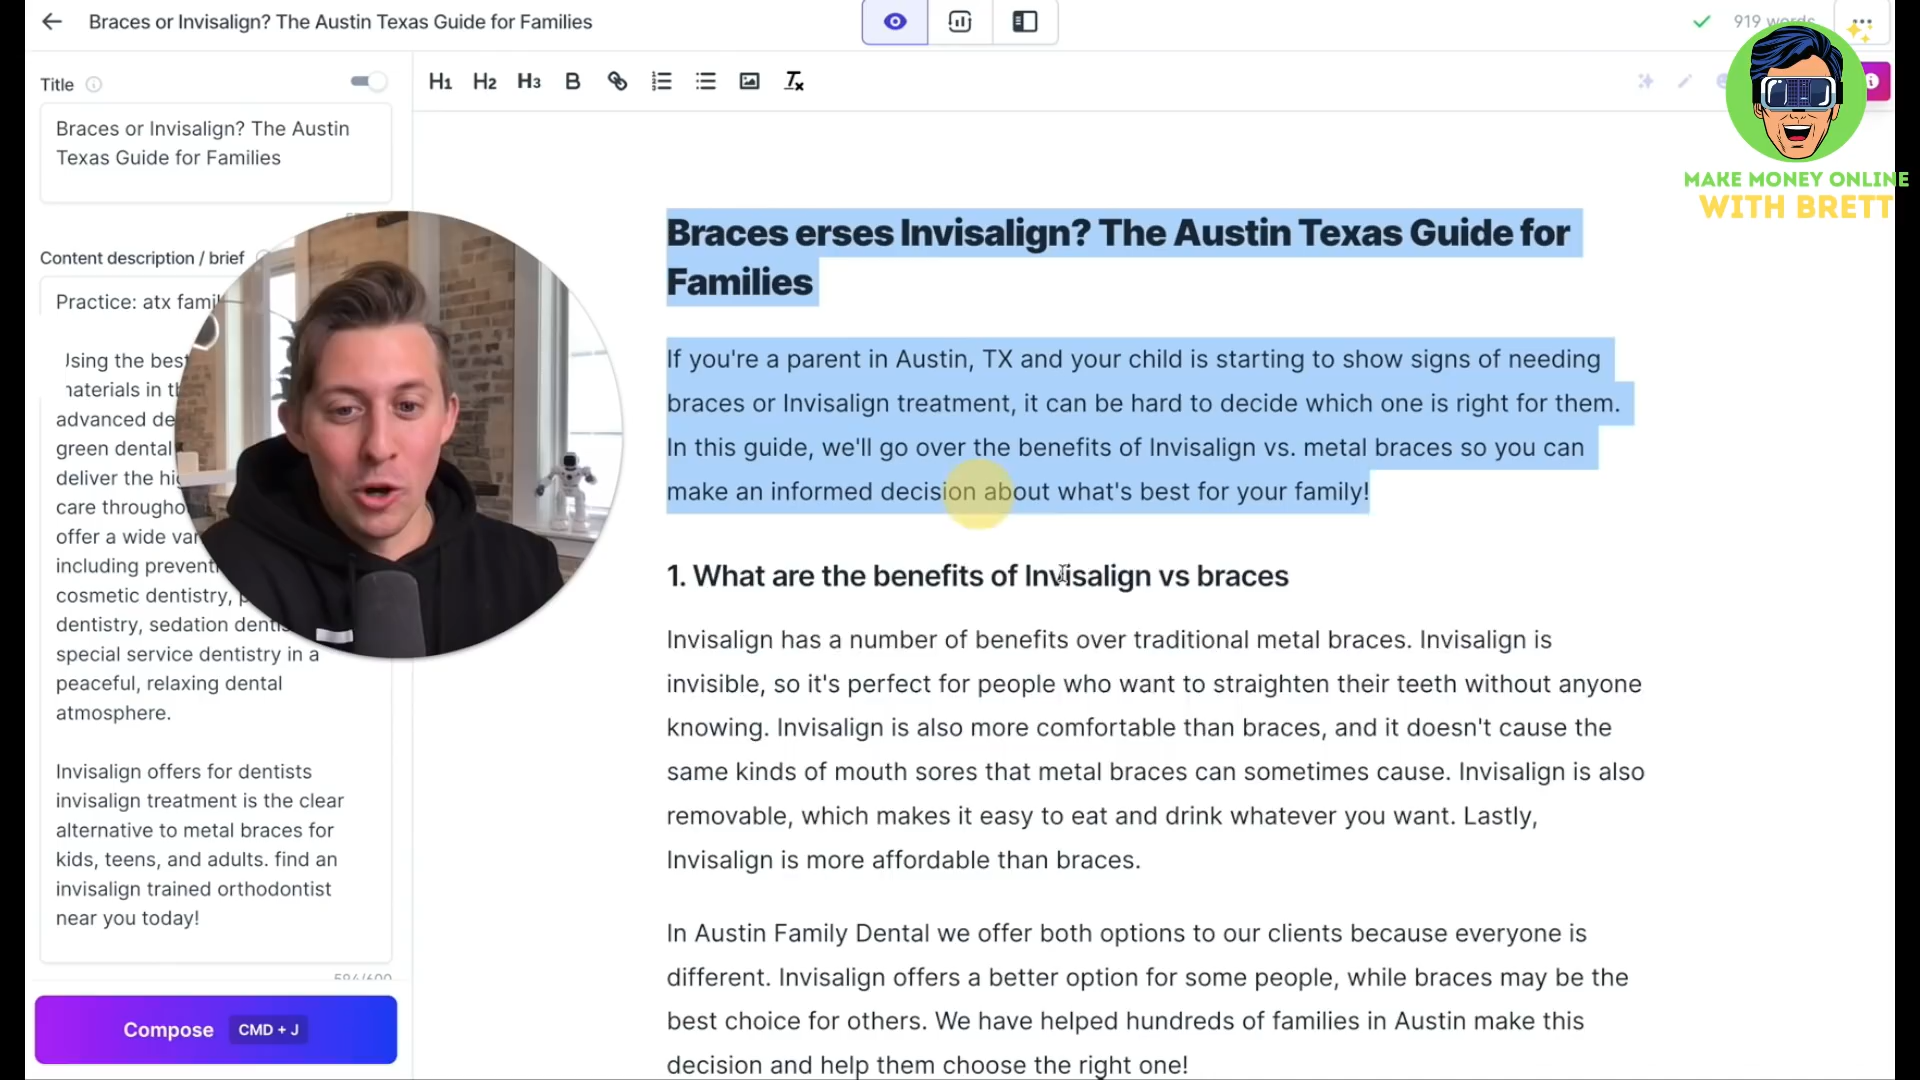 Braces or Invisalign? The Austin Texas Guide for Families
919 words
MAKE MONEY ONLINE
WITH BRETT
Title
Braces or Invisalign? The Austin
Texas Guide for Families
Content description / brief
Practice: atx famil
Using the best
materials in th
advanced de
green dental
deliver the hi
care througho
offer a wide var
including prevent
cosmetic dentistry, p
dentistry, sedation denti
special service dentistry in a
peaceful, relaxing dental
atmosphere.
Invisalign offers for dentists
invisalign treatment is the clear
alternative to metal braces for
kids, teens, and adults. find an
invisalign trained orthodontist
near you today!
594/600
Compose CMD + J
H1 H2 H3 B
Braces erses Invisalign? The Austin Texas Guide for
Families
If you're a parent in Austin, TX and your child is starting to show signs of needing
braces or Invisalign treatment, it can be hard to decide which one is right for them.
In this guide, we'll go over the benefits of Invisalign vs. metal braces so you can
make an informed decision about what's best for your family!
1. What are the benefits of Invisalign vs braces
Invisalign has a number of benefits over traditional metal braces. Invisalign is
invisible, so it's perfect for people who want to straighten their teeth without anyone
knowing. Invisalign is also more comfortable than braces, and it doesn't cause the
same kinds of mouth sores that metal braces can sometimes cause. Invisalign is also
removable, which makes it easy to eat and drink whatever you want. Lastly,
Invisalign is more affordable than braces.
In Austin Family Dental we offer both options to our clients because everyone is
different. Invisalign offers a better option for some people, while braces may be the
best choice for others. We have helped hundreds of families in Austin make this
decision and help them choose the right one!